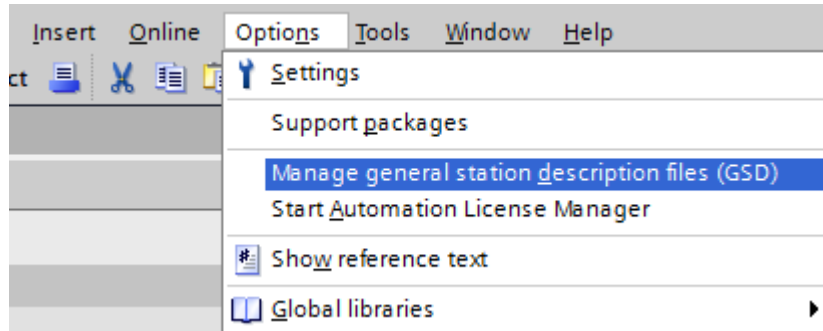 Insert Online Options Tools Window Help
ct
Settings
Support packages
Manage general station description files (GSD)
Start Automation License Manager
Show reference text
Global libraries